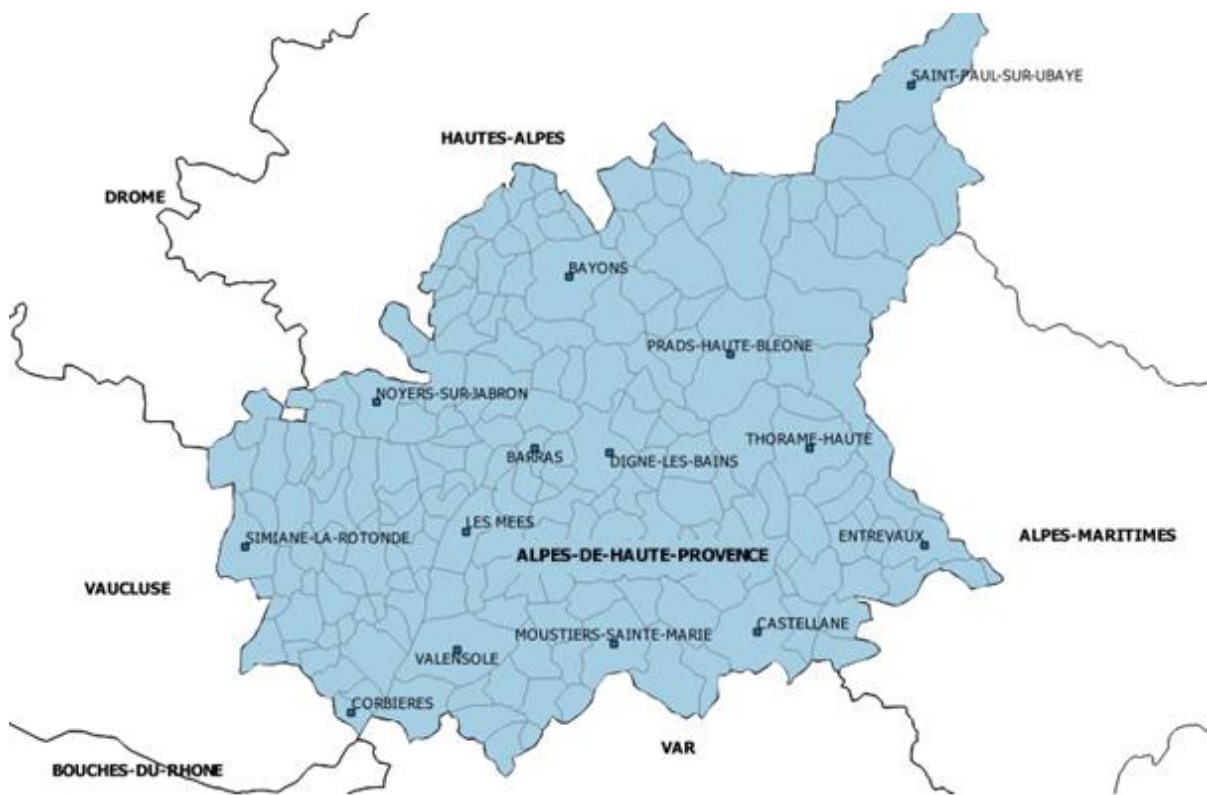 SAINT-PAUL-SUR-UBAYE
HAUTES-ALPES
DROME
BAYONS
PRADS-HAUTE-BLEONE
NOYERS-SUR-JABRON
THORAME-HAUTE
BARRAS
DIGNE-LES-BAINS
LES MEES
SIMIANE-LA-ROTONDE
ENTREVAUX
ALPES-MARITIMES
ALPES-DE-HAUTE-PROVENCE
VAUCLUSE
CASTELLANE
MOUSTIERS-SAINTE-MARIE
VALENSOLE
CORBIERES
VAR
BOUCHES-DU-RHONE